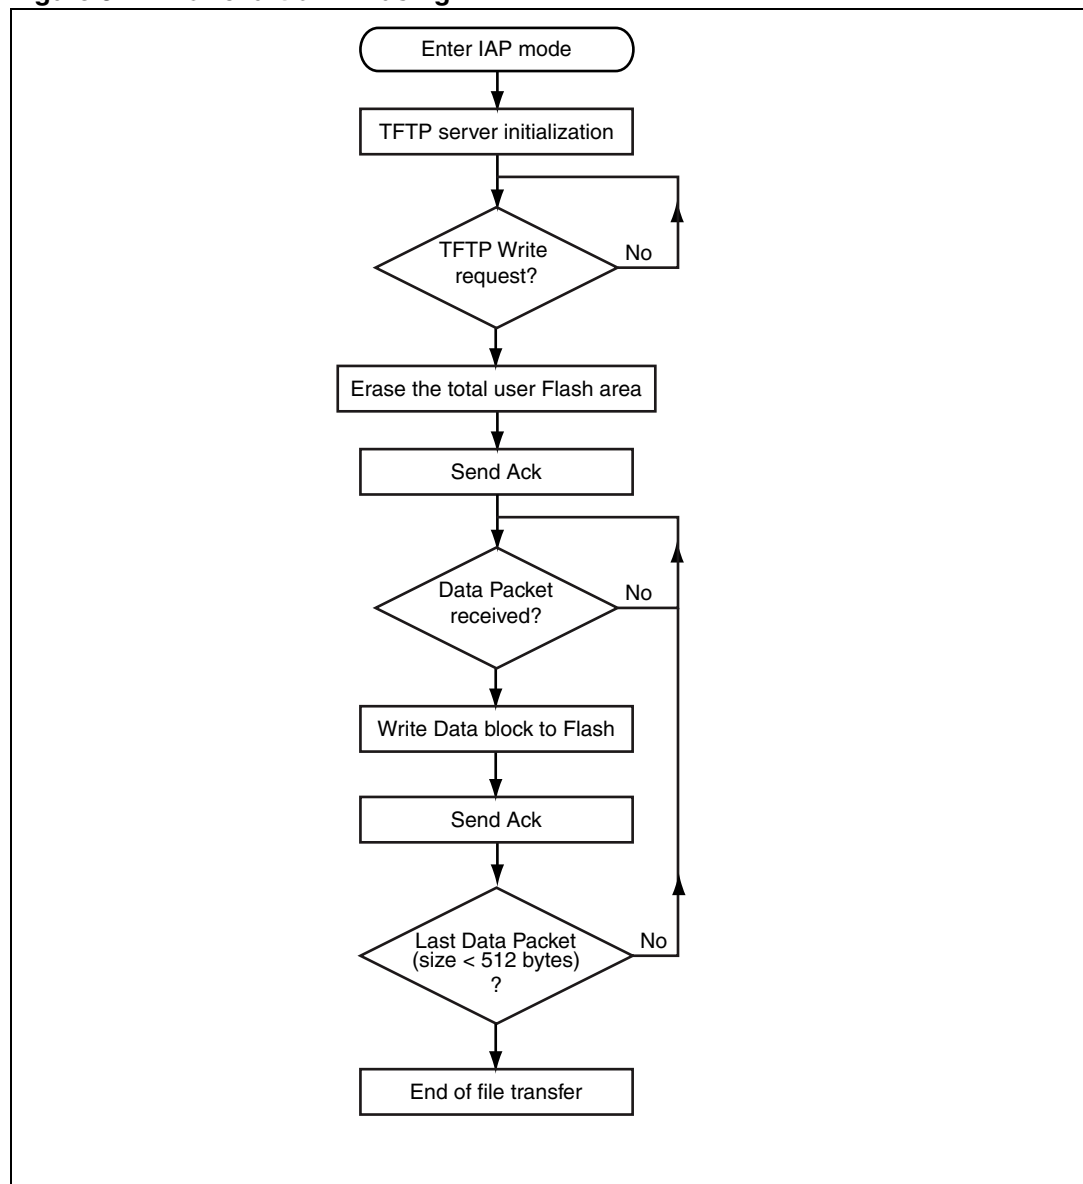 Enter IAP mode
TFTP server initialization
TFTP Write
request?
No
Erase the total user Flash area
Send Ack
Data Packet
received?
No
Write Data block to Flash
Send Ack
Last Data Packet
(size < 512 bytes)
?
No
End of file transfer